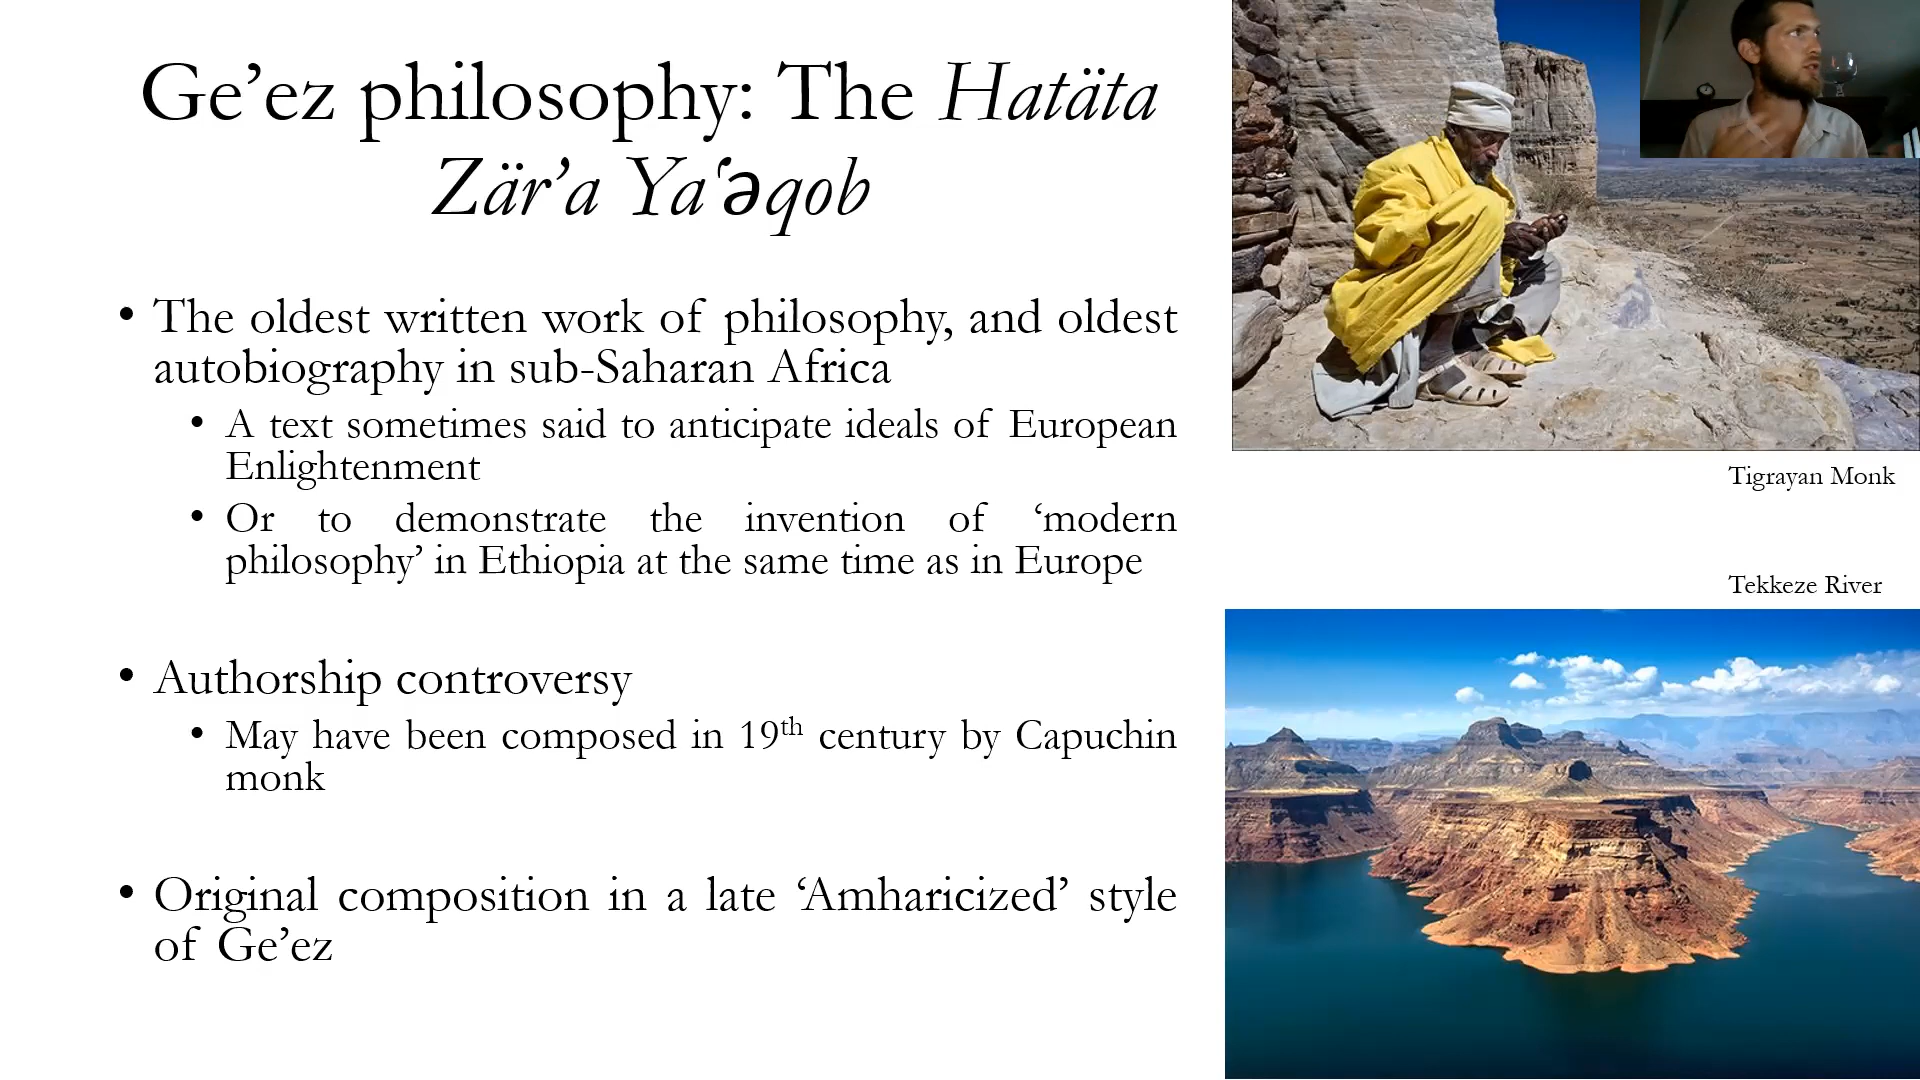 Ge’ez philosophy: The Hatäta
Zär’a Ya‘ǝqob
• The oldest written work of philosophy, and oldest
autobiography in sub-Saharan Africa
• A text sometimes said to anticipate ideals of European
Enlightenment
• Or to demonstrate the invention of ‘modern
philosophy’ in Ethiopia at the same time as in Europe
• Authorship controversy
• May have been composed in 19th century by Capuchin
monk
• Original composition in a late ‘Amharicized’ style
of Ge’ez
Tigrayan Monk
Tekkeze River